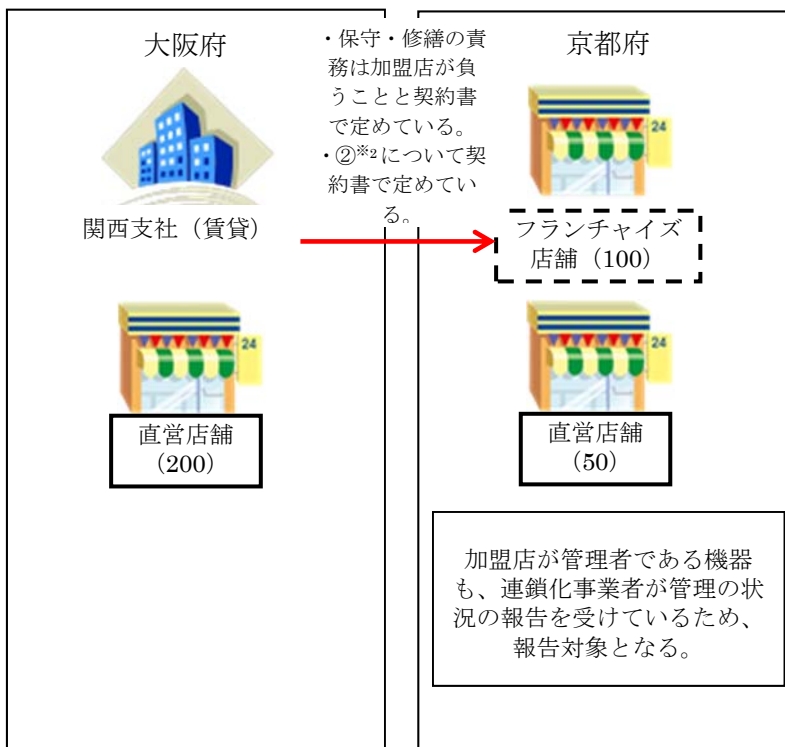 大阪府
関西支社（賃貸）
24
直営店舗
（200）
・保守・修繕の責
務は加盟店が負
うことと契約書
で定めている。
・②※2について契
約書で定めてい
る。
京都府
24
フランチャイズ
店舗（100）
24
直営店舗
（50）
加盟店が管理者である機器
も、連鎖化事業者が管理の状
況の報告を受けているため、
報告対象となる。